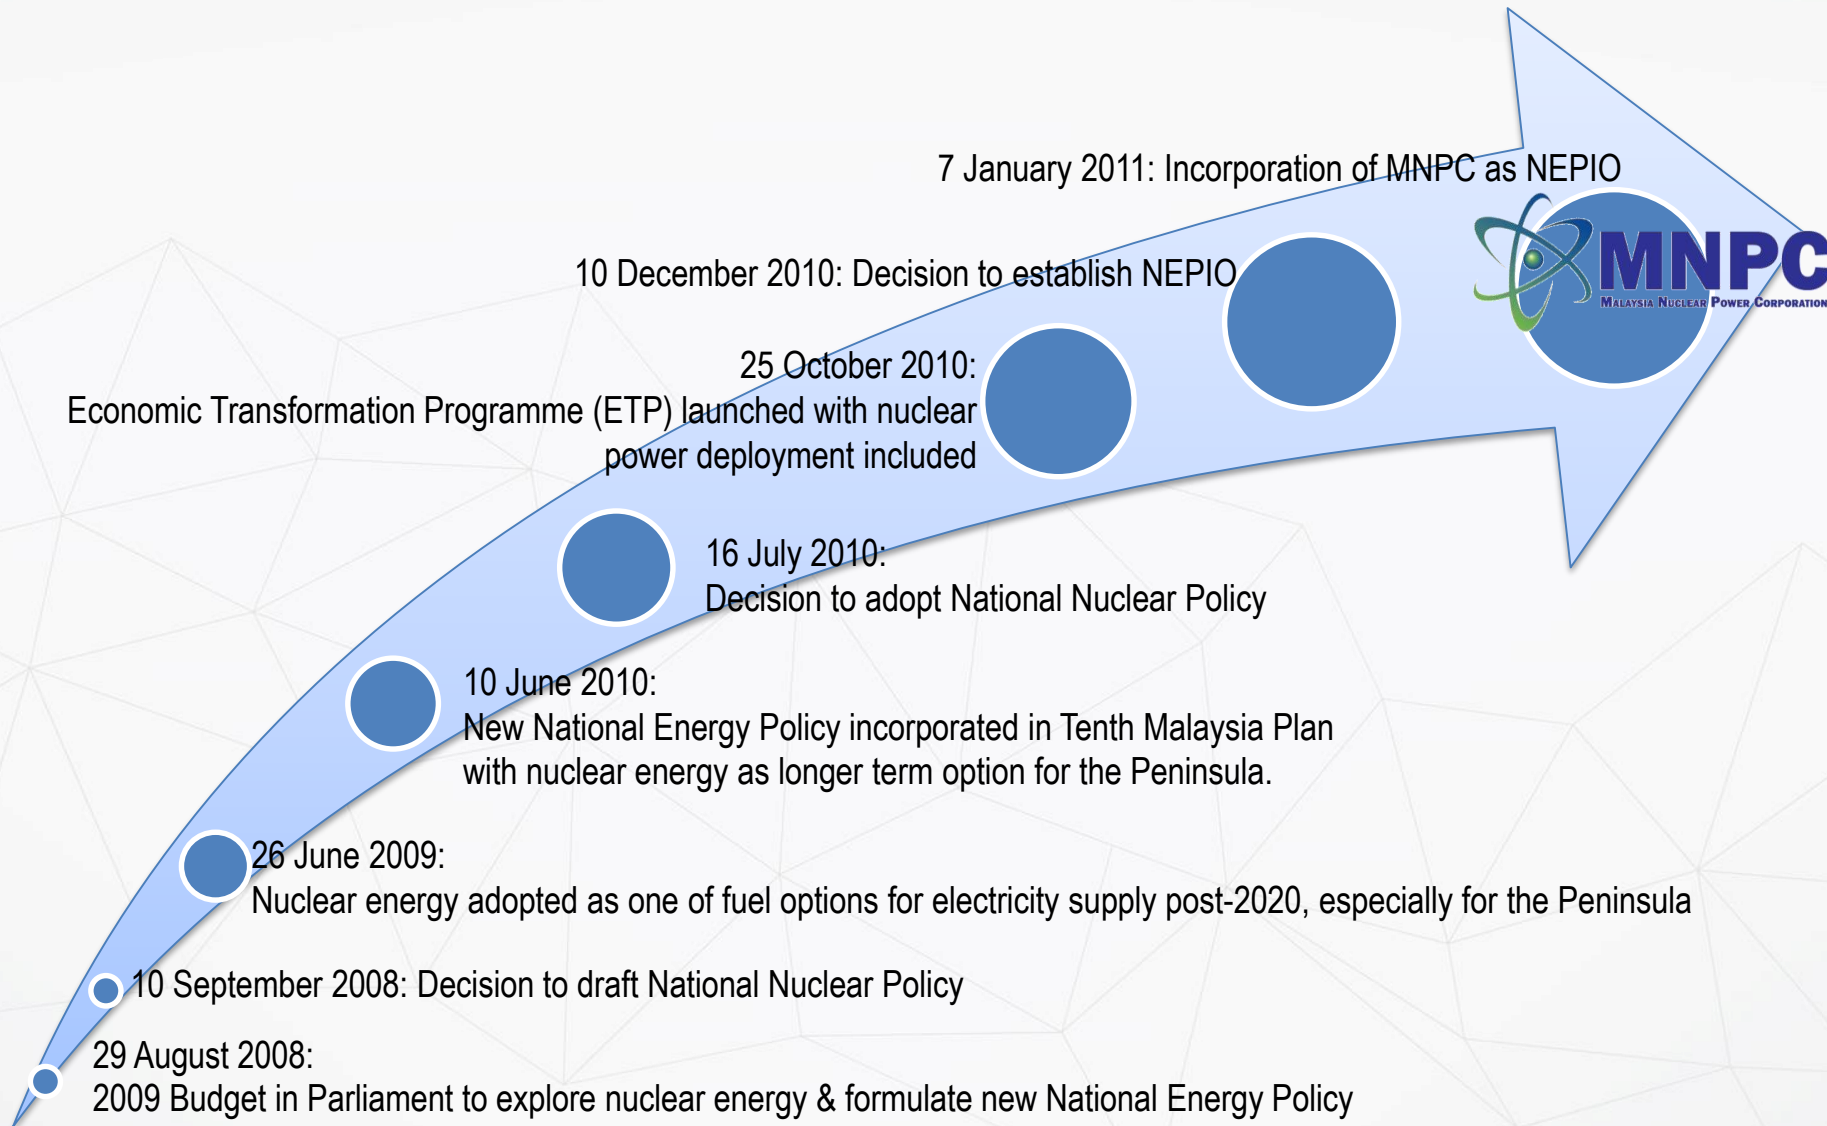 7 January 2011: Incorporation of MNPC as NEPIO
MNPC
MALAYSIA NUCLEAR POWER CORPORATION
10 December 2010: Decision to establish NEPIO
25 October 2010:
Economic Transformation Programme (ETP) launched with nuclear
power deployment included
16 July 2010:
Decision to adopt National Nuclear Policy
10 June 2010:
New National Energy Policy incorporated in Tenth Malaysia Plan
with nuclear energy as longer term option for the Peninsula.
26 June 2009:
Nuclear energy adopted as one of fuel options for electricity supply post-2020, especially for the Peninsula
10 September 2008: Decision to draft National Nuclear Policy
29 August 2008:
2009 Budget in Parliament to explore nuclear energy & formulate new National Energy Policy